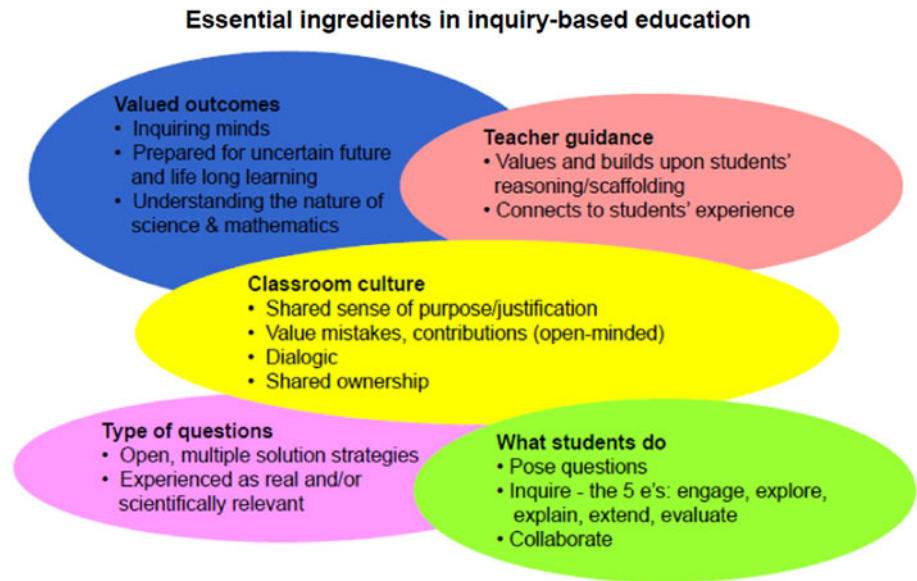 Essential ingredients in inquiry-based education
Valued outcomes
• Inquiring minds
• Prepared for uncertain future
and life long learning
• Understanding the nature of
science & mathematics
Teacher guidance
• Values and builds upon students'
reasoning/scaffolding
• Connects to students' experience
Classroom culture
• Shared sense of purpose/justification
• Value mistakes, contributions (open-minded)
• Dialogic
• Shared ownership
Type of questions
• Open, multiple solution strategies
• Experienced as real and/or
scientifically relevant
What students do
• Pose questions
• Inquire - the 5 e's: engage, explore,
explain, extend, evaluate
• Collaborate